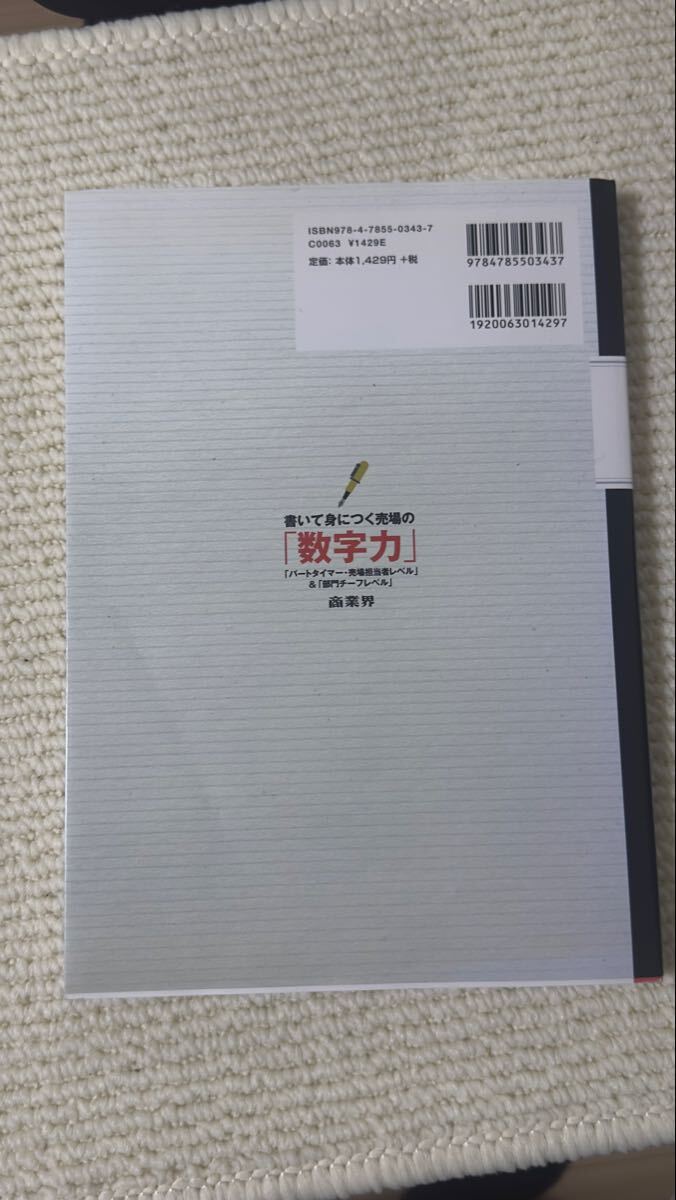 ISBN978-4-7855-0343-7
C0063 ¥1429E
定価: 本体1,429円 +税
9784785503437
1920063014297
書いて身につく売場の
「数字力」
「パートタイマー・売場担当者レベル」
&「部門チーフレベル」
商業界